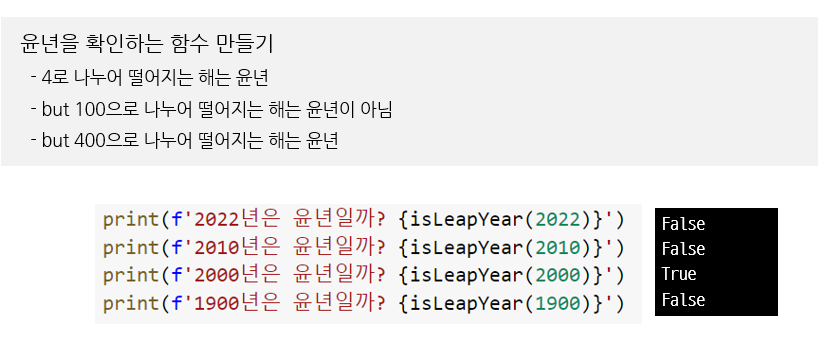 윤년을 확인하는 함수 만들기
- 4로 나누어 떨어지는 해는 윤년
- but 100으로 나누어 떨어지는 해는 윤년이 아님
- but 400으로 나누어 떨어지는 해는 윤년
print(f'2022년은 윤년일까? {isLeapYear(2022)}')
print(f'2010년은 윤년일까? {isLeapYear(2010)}')
print(f'2000년은 윤년일까? {isLeapYear(2000)}')
print(f'1900년은 윤년일까? {isLeapYear(1900)}')
False
False
True
False